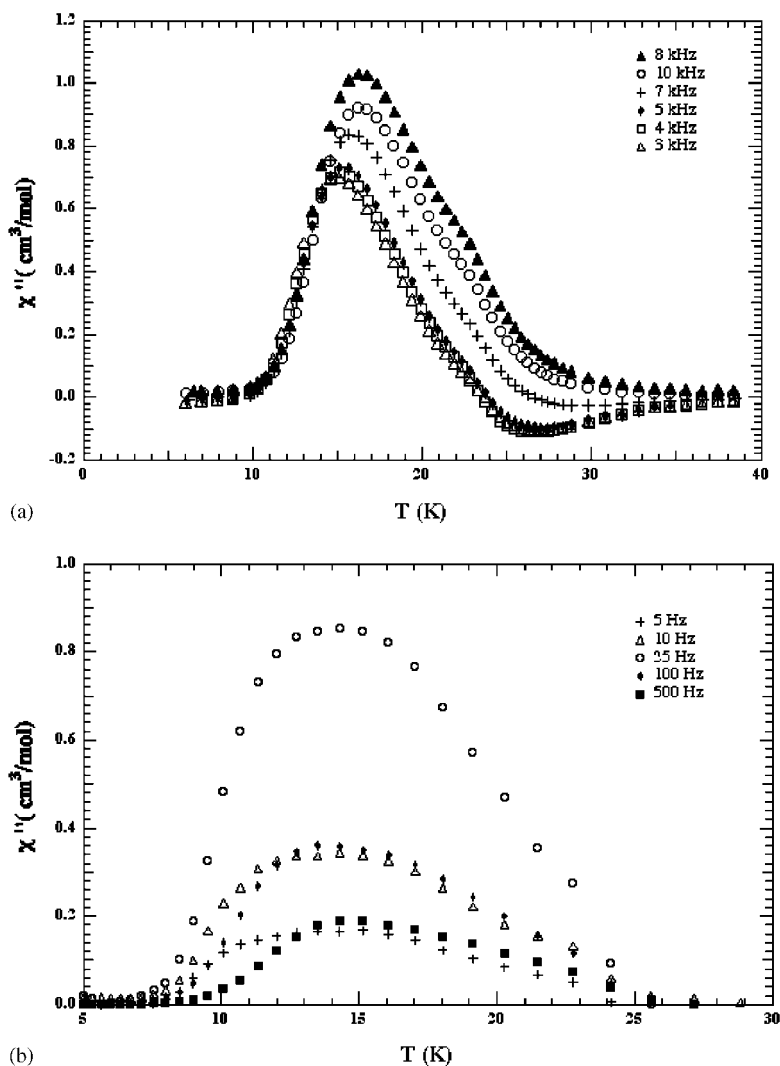 1.2
1.0
0.8
0.6
0.4
0.2
0.0
-0.2
χ "( cm³/mol)
8 kHz
10 kHz
7 kHz
5 kHz
4 kHz
3 kHz
0
10
20
30
40
T (K)
(a)
1.0
0.8
0.6
0.4
0.2
0.0
χ "( cm³/mol)
5 Hz
10 Hz
25 Hz
100 Hz
500 Hz
5
10
15
20
25
30
T (K)
(b)